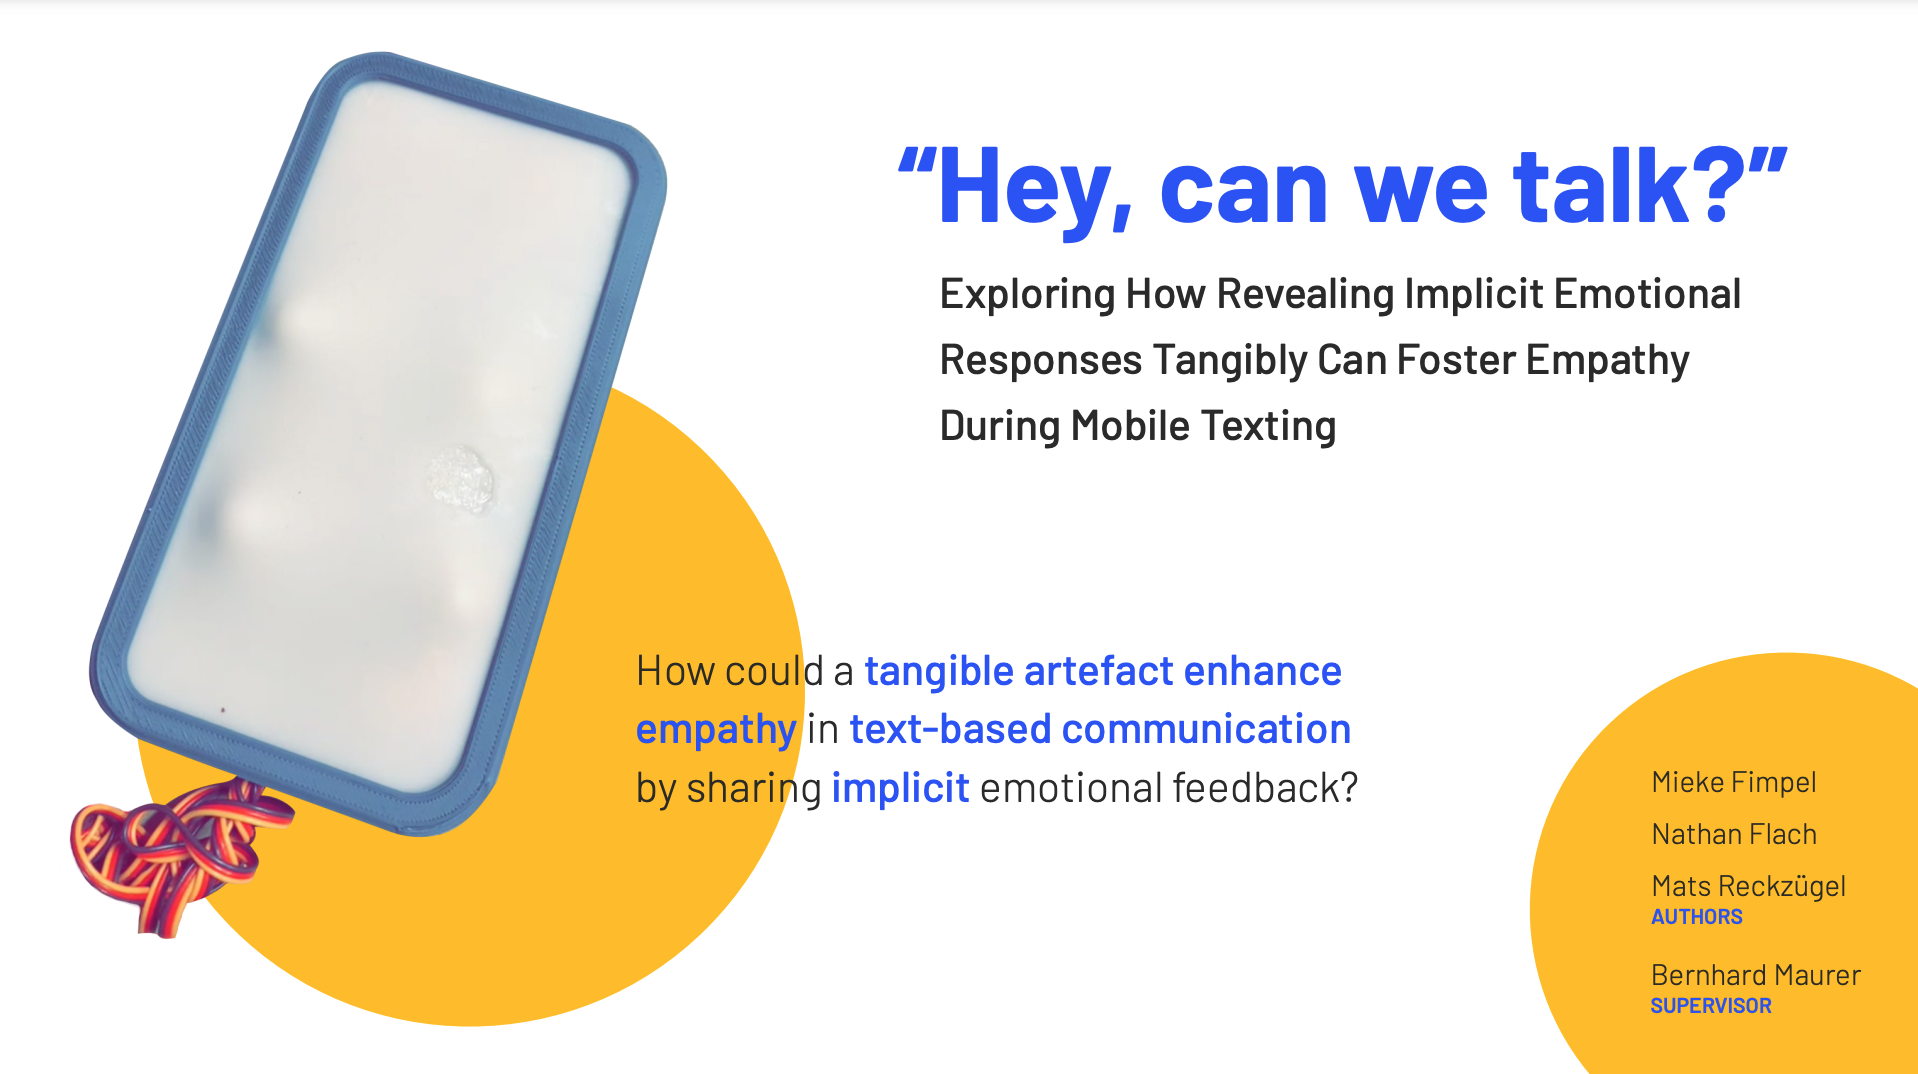 “Hey, can we talk?”
Exploring How Revealing Implicit Emotional
Responses Tangibly Can Foster Empathy
During Mobile Texting
How could a tangible artefact enhance
empathy in text-based communication
by sharing implicit emotional feedback?
Mieke Fimpel
Nathan Flach
Mats Reckzügel
AUTHORS
Bernhard Maurer
SUPERVISOR